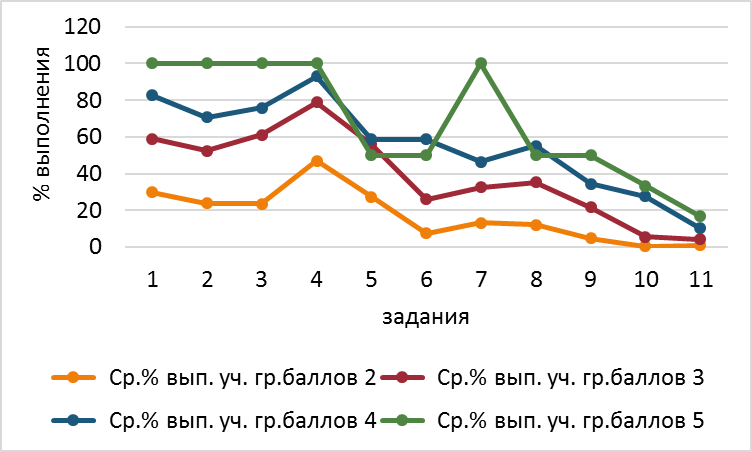 120
100
80
60
40
20
0
% выполнения
1 2 3 4 5 6 7 8 9 10 11
задания
Ср.% вып. уч. гр.баллов 2 Ср.% вып. уч. гр.баллов 3
Ср.% вып. уч. гр.баллов 4 Ср.% вып. уч. гр.баллов 5